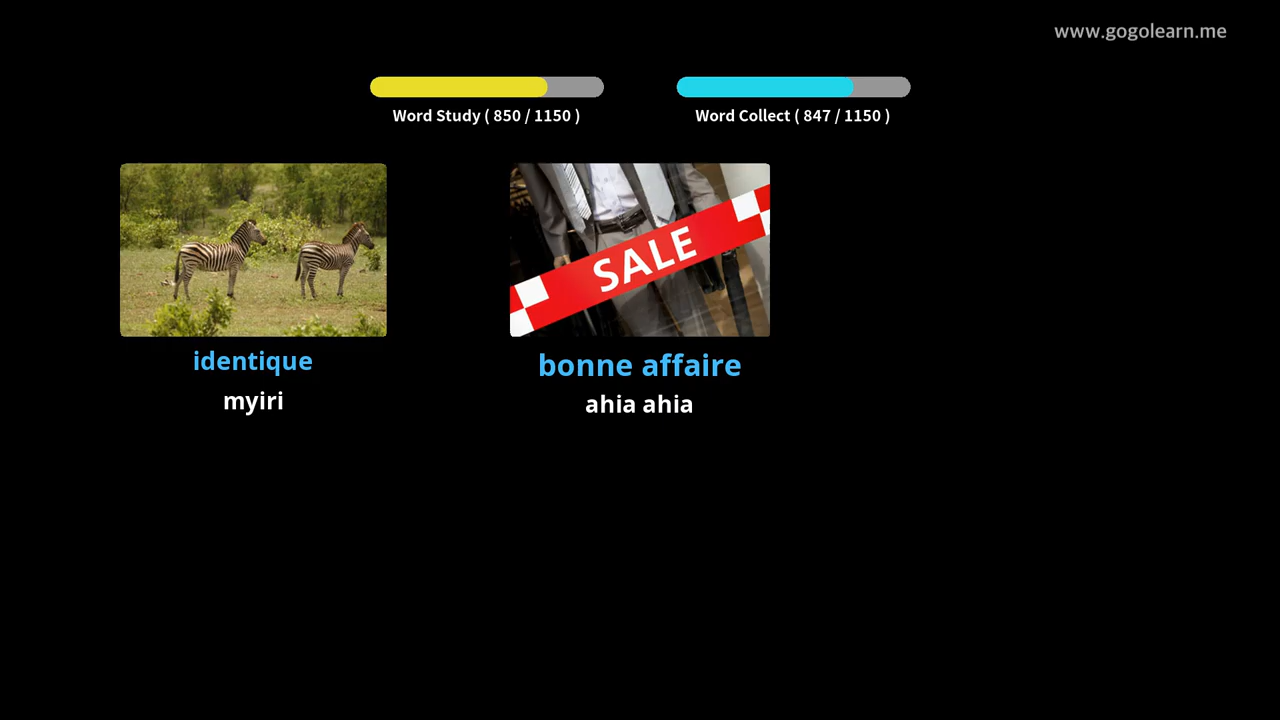 www.gogolearn.me
Word Study ( 850 / 1150 )
Word Collect ( 847 / 1150 )
SALE
identique
myiri
bonne affaire
ahia ahia